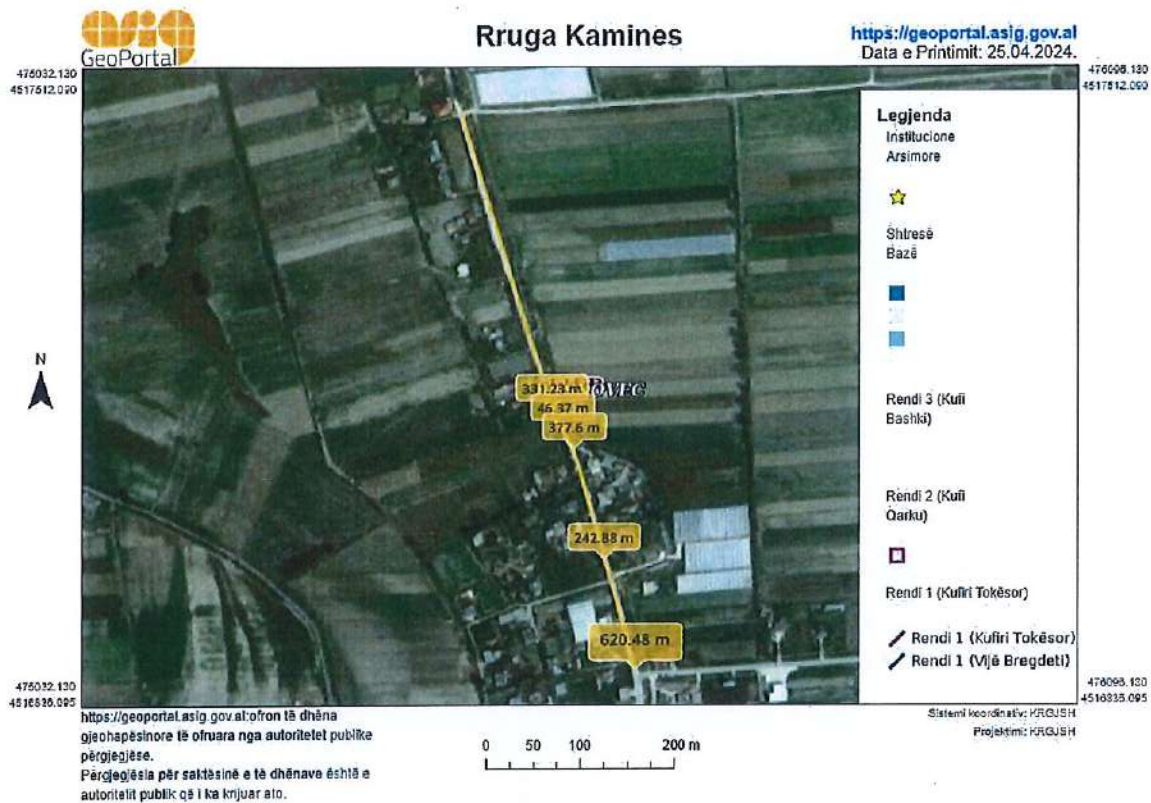 asig
GeoPortal
Rruga Kamines
https://geoportal.asig.gov.al
Data e Printimit: 25.04.2024.
475032.130
4517512.090
476096.130
4517512.090
N
331.23 m
46.37 m
377.6 m
242.88 m
620.48 m
Legjenda
Institucione
Arsimore
Shtresë
Bazë
Rendi 3 (Kufi
Bashki)
Rendi 2 (Kufi
Qarku)
Rendi 1 (Kufiri Tokësor)
Rendi 1 (Kufiri Tokësor)
Rendi 1 (Vijë Bregdeti)
475032.130
4516836.095
476096.130
4516836.095
https://geoportal.asig.gov.al:ofron të dhëna
gjeohapësinore të ofruara nga autoritetet publike
përgjegjëse.
Përgjegjësia për saktësinë e të dhënave është e
autoritetit publik që i ka krijuar ato.
0 50 100 200 m
Sistemi koordinativ: KRGJSH
Projektimi: KRGJSH